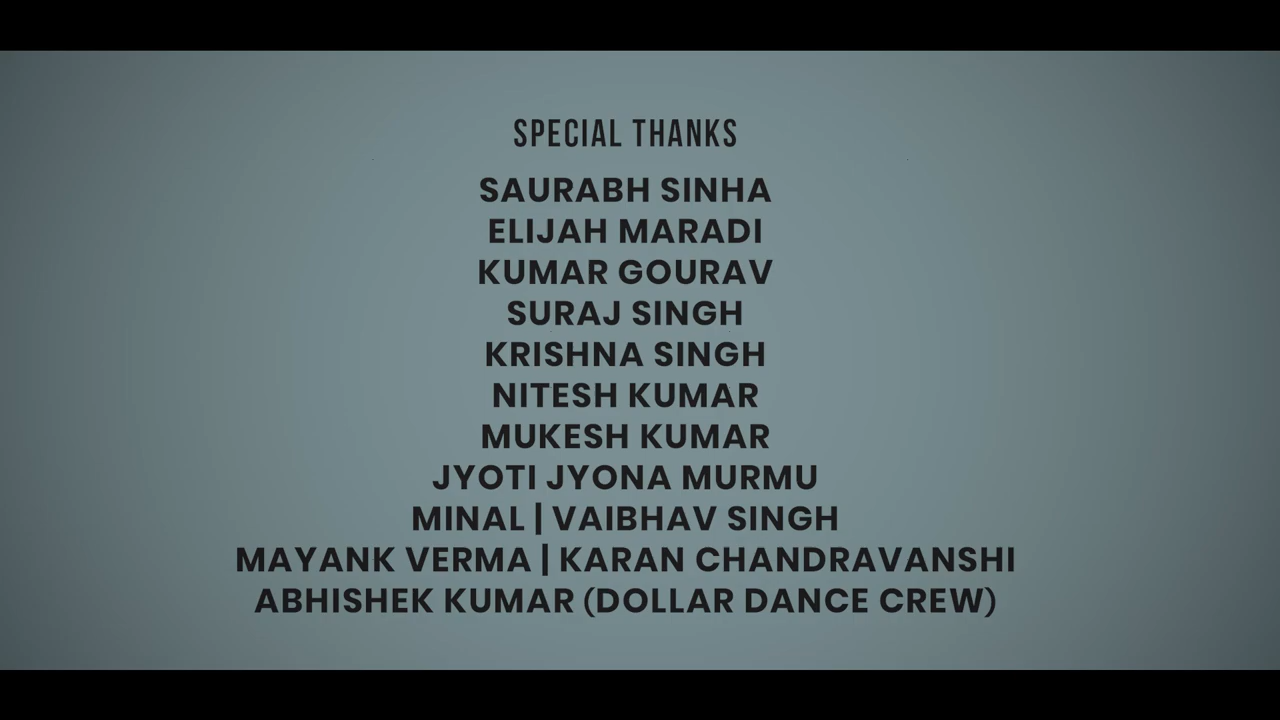 SPECIAL THANKS
SAURABH SINHA
ELIJAH MARADI
KUMAR GOURAV
SURAJ SINGH
KRISHNA SINGH
NITESH KUMAR
MUKESH KUMAR
JYOTI JYONA MURMU
MINAL | VAIBHAV SINGH
MAYANK VERMA | KARAN CHANDRAVANSHI
ABHISHEK KUMAR (DOLLAR DANCE CREW)